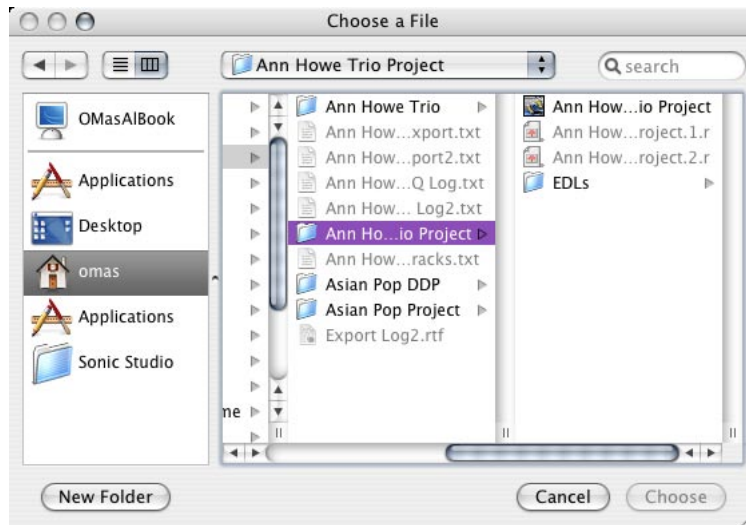 Choose a File
Ann Howe Trio Project
search
OMasAlBook
Applications
Desktop
omas
Applications
Sonic Studio
me
Ann Howe Trio
Ann How...xport.txt
Ann How...port2.txt
Ann How...Q Log.txt
Ann How... Log2.txt
Ann Ho...io Project
Ann How...racks.txt
Asian Pop DDP
Asian Pop Project
Export Log2.rtf
Ann How...io Project
Ann How...roject.1.r
Ann How...roject.2.r
EDLs
New Folder
Cancel
Choose